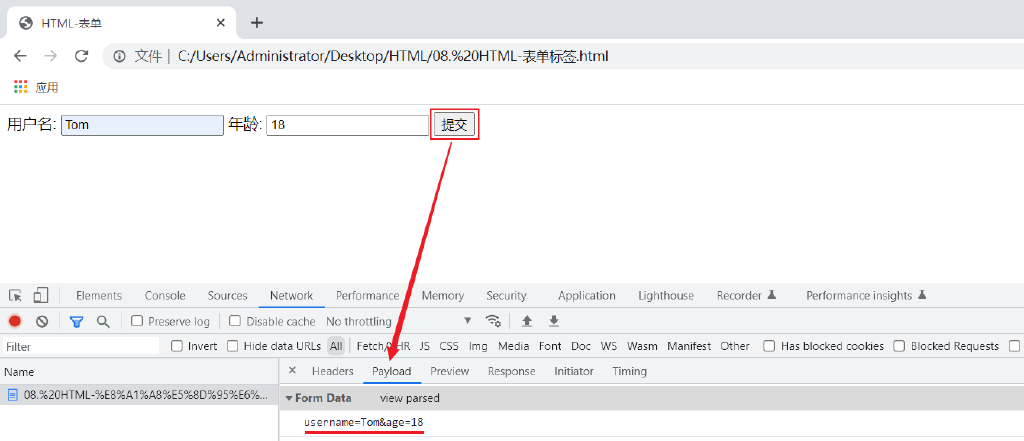 HTML-表单
文件 | C:/Users/Administrator/Desktop/HTML/08.%20HTML-表单标签.html
应用
用户名: Tom 年龄: 18 提交
Elements Console Sources Network Performance Memory Security Application Lighthouse Recorder Performance insights
Preserve log Disable cache No throttling
Filter Invert Hide data URLs All Fetch/XHR JS CSS Img Media Font Doc WS Wasm Manifest Other Has blocked cookies Blocked Requests
Name Headers Payload Preview Response Initiator Timing
08.%20HTML-%E8%A1%A8%E5%8D%95%E6%... Form Data view parsed
username=Tom&age=18